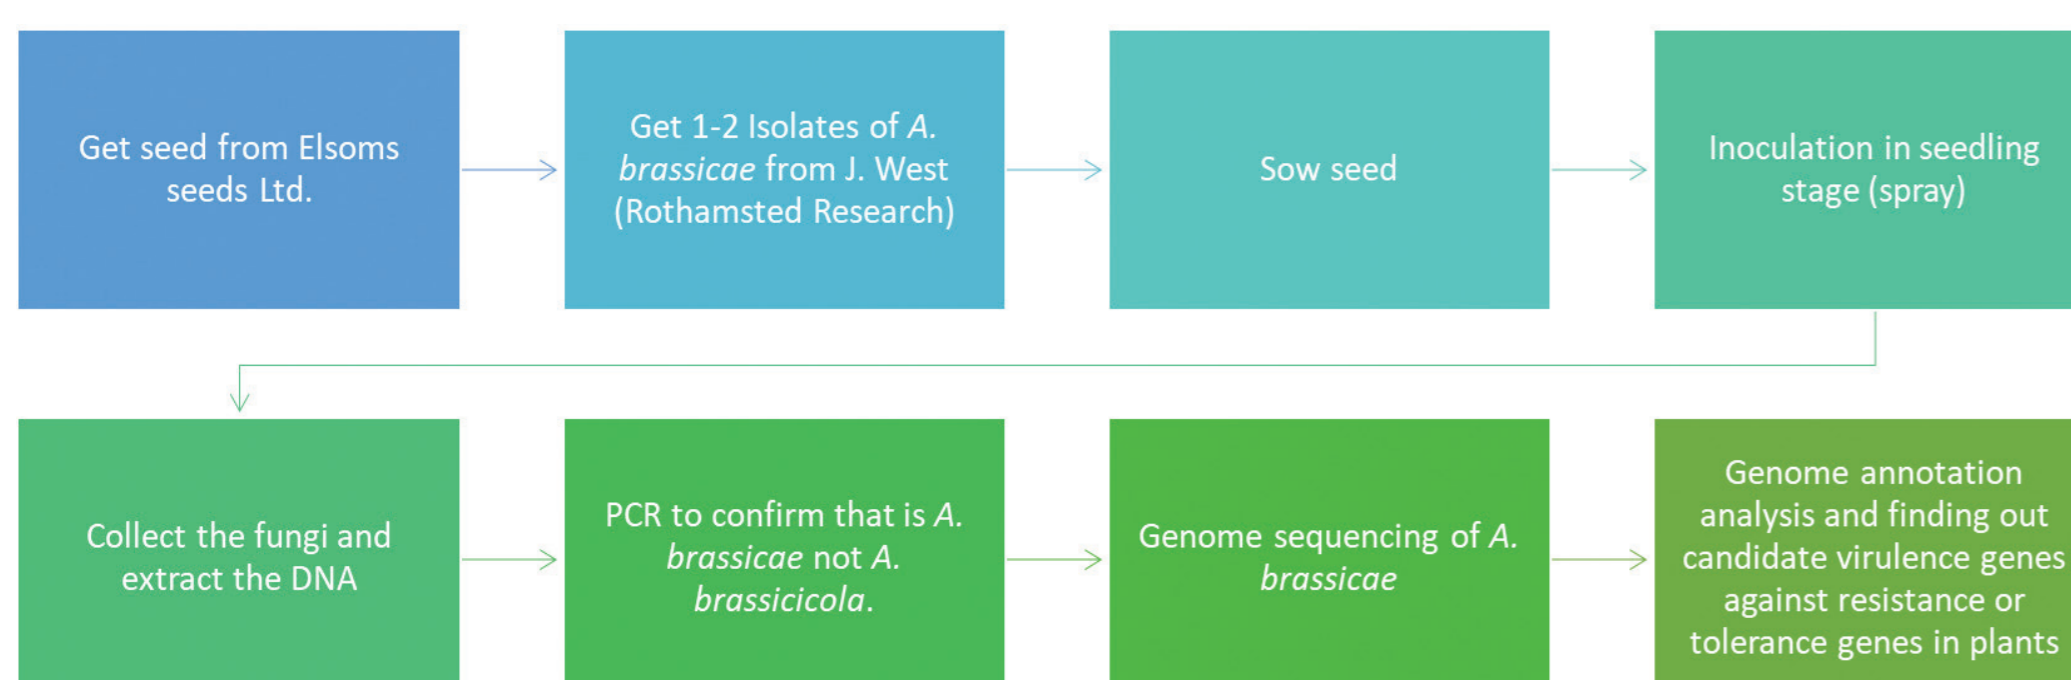 Get seed from Elsoms
seeds Ltd.
Get 1-2 Isolates of A.
brassicae from J. West
(Rothamsted Research)
Sow seed
Inoculation in seedling
stage (spray)
Collect the fungi and
extract the DNA
PCR to confirm that is A.
brassicae not A.
brassicicola.
Genome sequencing of A.
brassicae
Genome annotation
analysis and finding out
candidate virulence genes
against resistance or
tolerance genes in plants